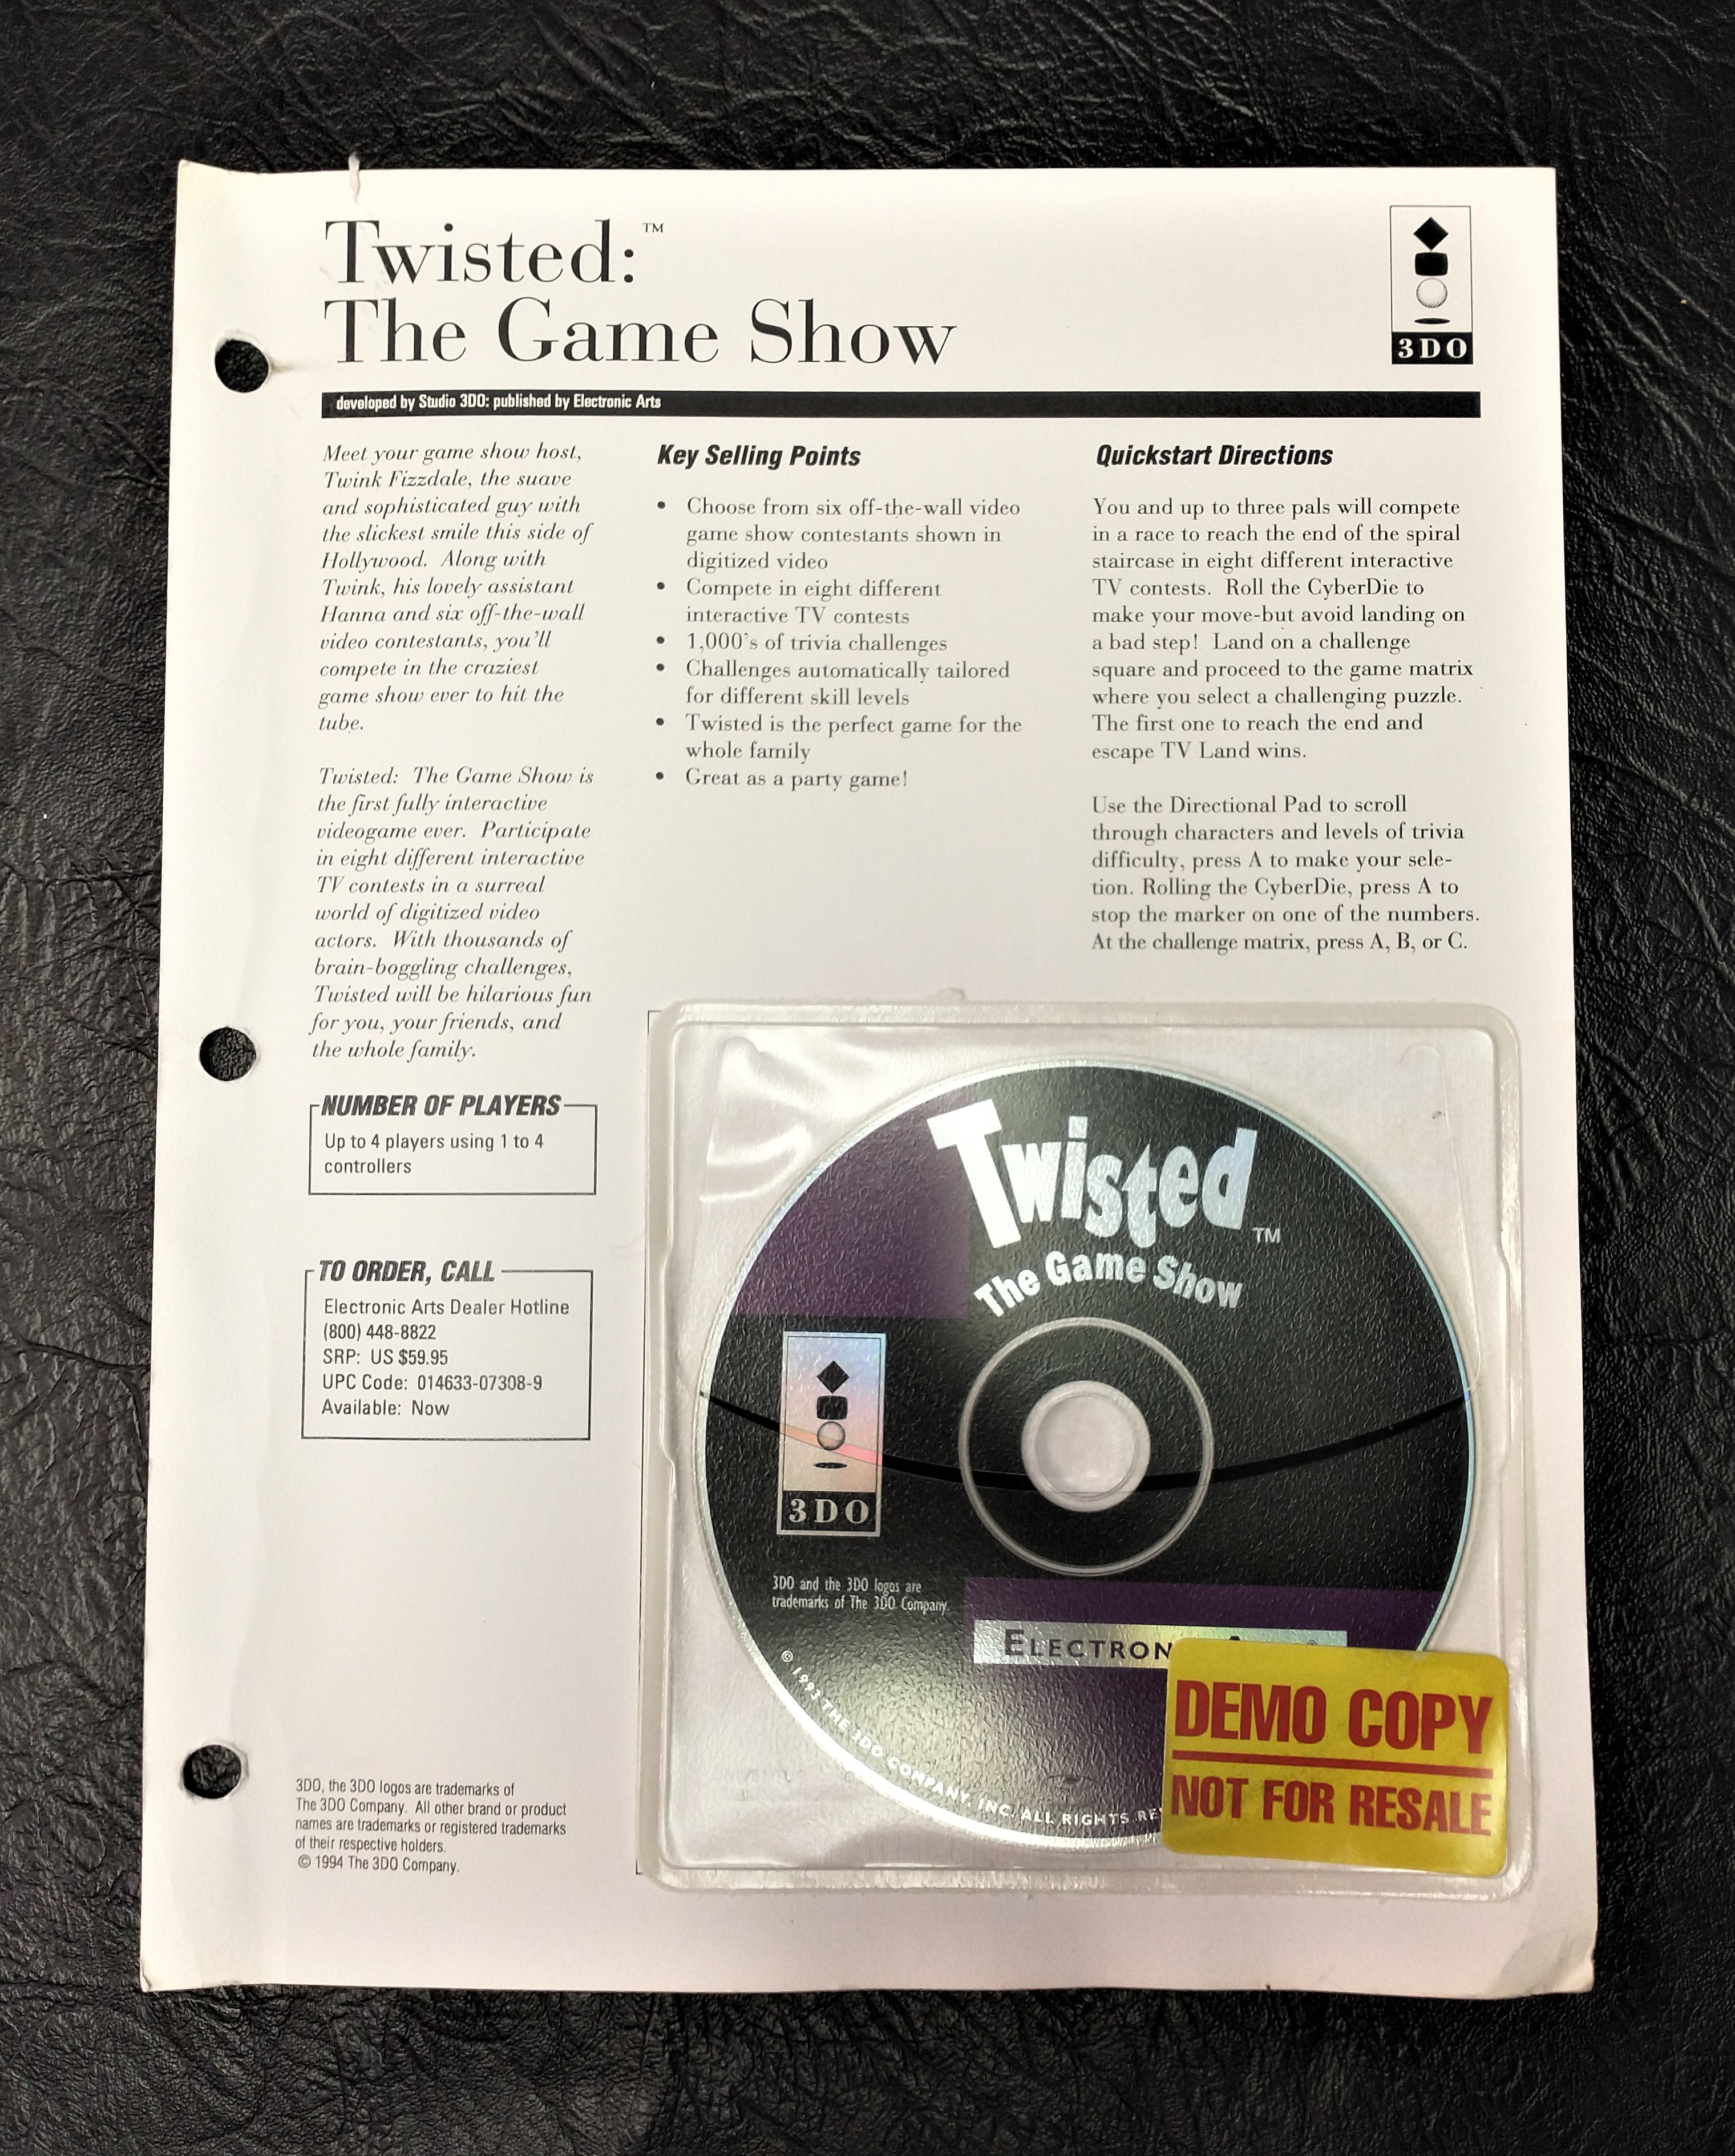 Twisted:™
The Game Show
3DO
developed by Studio 3DO: published by Electronic Arts
Meet your game show host,
Twink Fizzdale, the suave
and sophisticated guy with
the slickest smile this side of
Hollywood. Along with
Twink, his lovely assistant
Hanna and six off-the-wall
video contestants, you'll
compete in the craziest
game show ever to hit the
tube.
Twisted: The Game Show is
the first fully interactive
videogame ever. Participate
in eight different interactive
TV contests in a surreal
world of digitized video
actors. With thousands of
brain-boggling challenges,
Twisted will be hilarious fun
for you, your friends, and
the whole family.
NUMBER OF PLAYERS
Up to 4 players using 1 to 4
controllers
TO ORDER, CALL
Electronic Arts Dealer Hotline
(800) 448-8822
SRP: US $59.95
UPC Code: 014633-07308-9
Available: Now
3DO, the 3DO logos are trademarks of
The 3DO Company. All other brand or product
names are trademarks or registered trademarks
of their respective holders.
© 1994 The 3DO Company.
Key Selling Points
• Choose from six off-the-wall video
game show contestants shown in
digitized video
• Compete in eight different
interactive TV contests
• 1,000's of trivia challenges
• Challenges automatically tailored
for different skill levels
• Twisted is the perfect game for the
whole family
• Great as a party game!
Quickstart Directions
You and up to three pals will compete
in a race to reach the end of the spiral
staircase in eight different interactive
TV contests. Roll the CyberDie to
make your move-but avoid landing on
a bad step! Land on a challenge
square and proceed to the game matrix
where you select a challenging puzzle.
The first one to reach the end and
escape TV Land wins.
Use the Directional Pad to scroll
through characters and levels of trivia
difficulty, press A to make your sele-
tion. Rolling the CyberDie, press A to
stop the marker on one of the numbers.
At the challenge matrix, press A, B, or C.
Twisted™
The Game Show
3DO
3DO and the 3DO logos are
trademarks of The 3DO Company.
ELECTRON
© 1993 THE 3DO COMPANY, INC. ALL RIGHTS RE
DEMO COPY
NOT FOR RESALE